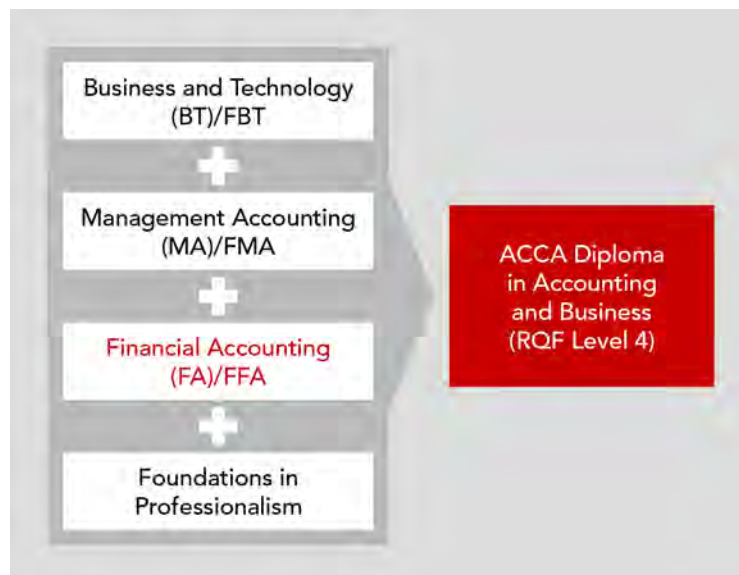 Business and Technology
(BT)/FBT
Management Accounting
(MA)/FMA
Financial Accounting
(FA)/FFA
Foundations in
Professionalism
ACCA Diploma
in Accounting
and Business
(RQF Level 4)